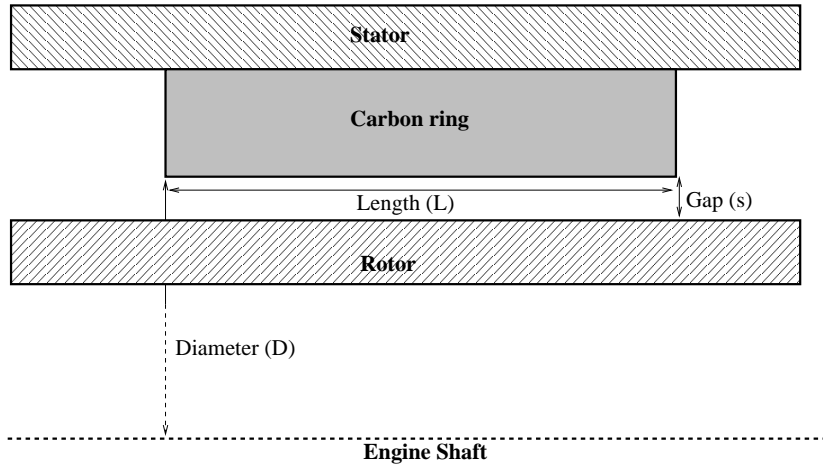 Stator
Carbon ring
Length (L)
Gap (s)
Rotor
Diameter (D)
Engine Shaft